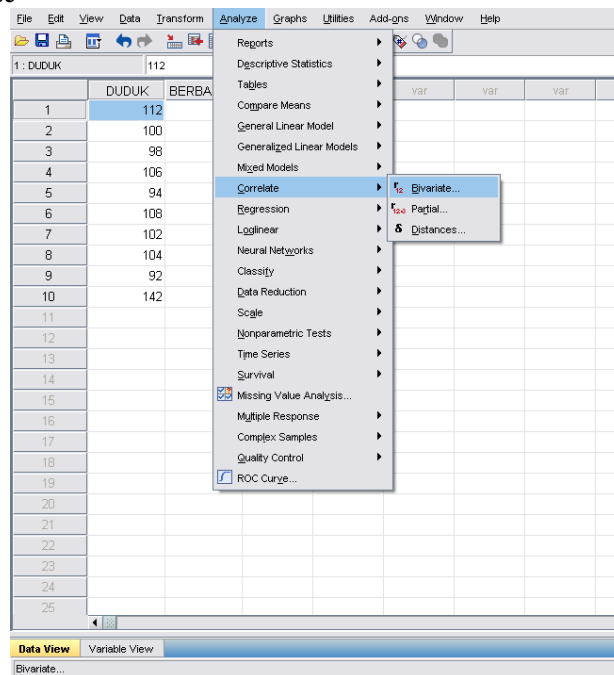 File Edit View Data Transform Analyze Graphs Utilities Add-ons Window Help
1 : DUDUK 112
DUDUK BERBA var var var
1 112
2 100
3 98
4 106
5 94
6 108
7 102
8 104
9 92
10 142
11
12
13
14
15
16
17
18
19
20
21
22
23
24
25
Reports
Descriptive Statistics
Tables
Compare Means
General Linear Model
Generalized Linear Models
Mixed Models
Correlate
Regression
Loglinear
Neural Networks
Classify
Data Reduction
Scale
Nonparametric Tests
Time Series
Survival
Missing Value Analysis...
Multiple Response
Complex Samples
Quality Control
ROC Curve...
r12 Bivariate...
r12.3 Partial...
δ Distances...
Data View Variable View
Bivariate...